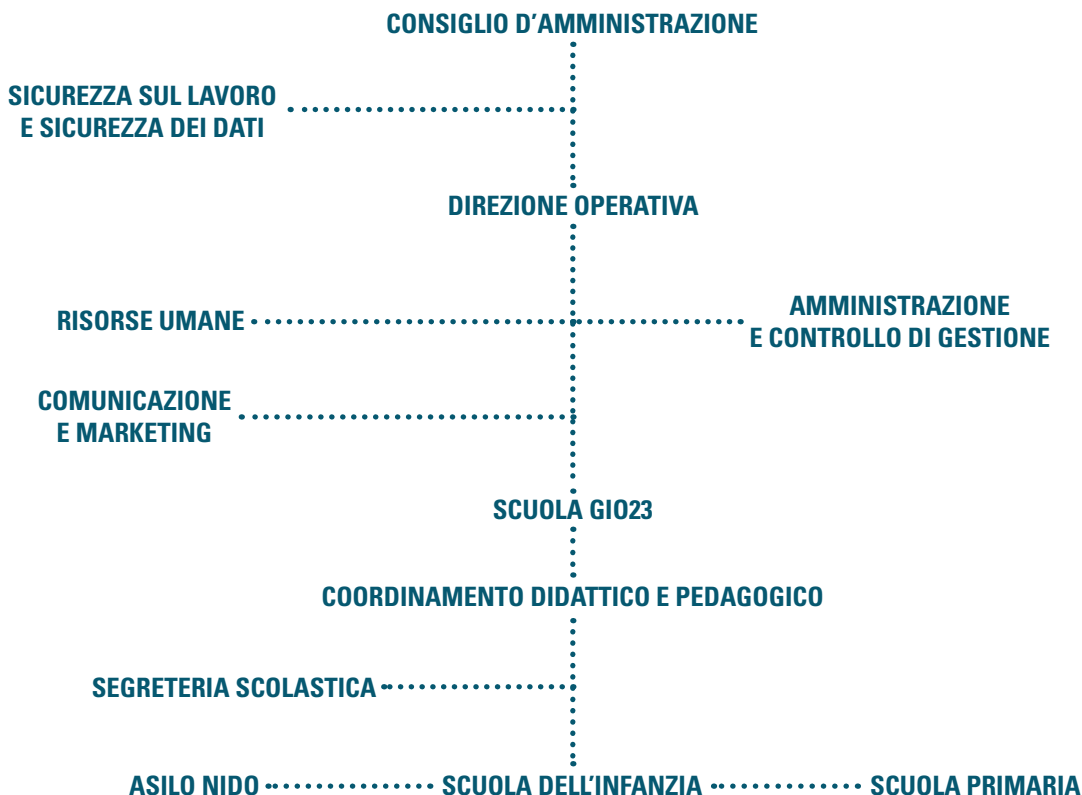 CONSIGLIO D'AMMINISTRAZIONE
SICUREZZA SUL LAVORO
E SICUREZZA DEI DATI
DIREZIONE OPERATIVA
RISORSE UMANE
AMMINISTRAZIONE
E CONTROLLO DI GESTIONE
COMUNICAZIONE
E MARKETING
SCUOLA GIO23
COORDINAMENTO DIDATTICO E PEDAGOGICO
SEGRETERIA SCOLASTICA
ASILO NIDO
SCUOLA DELL'INFANZIA
SCUOLA PRIMARIA